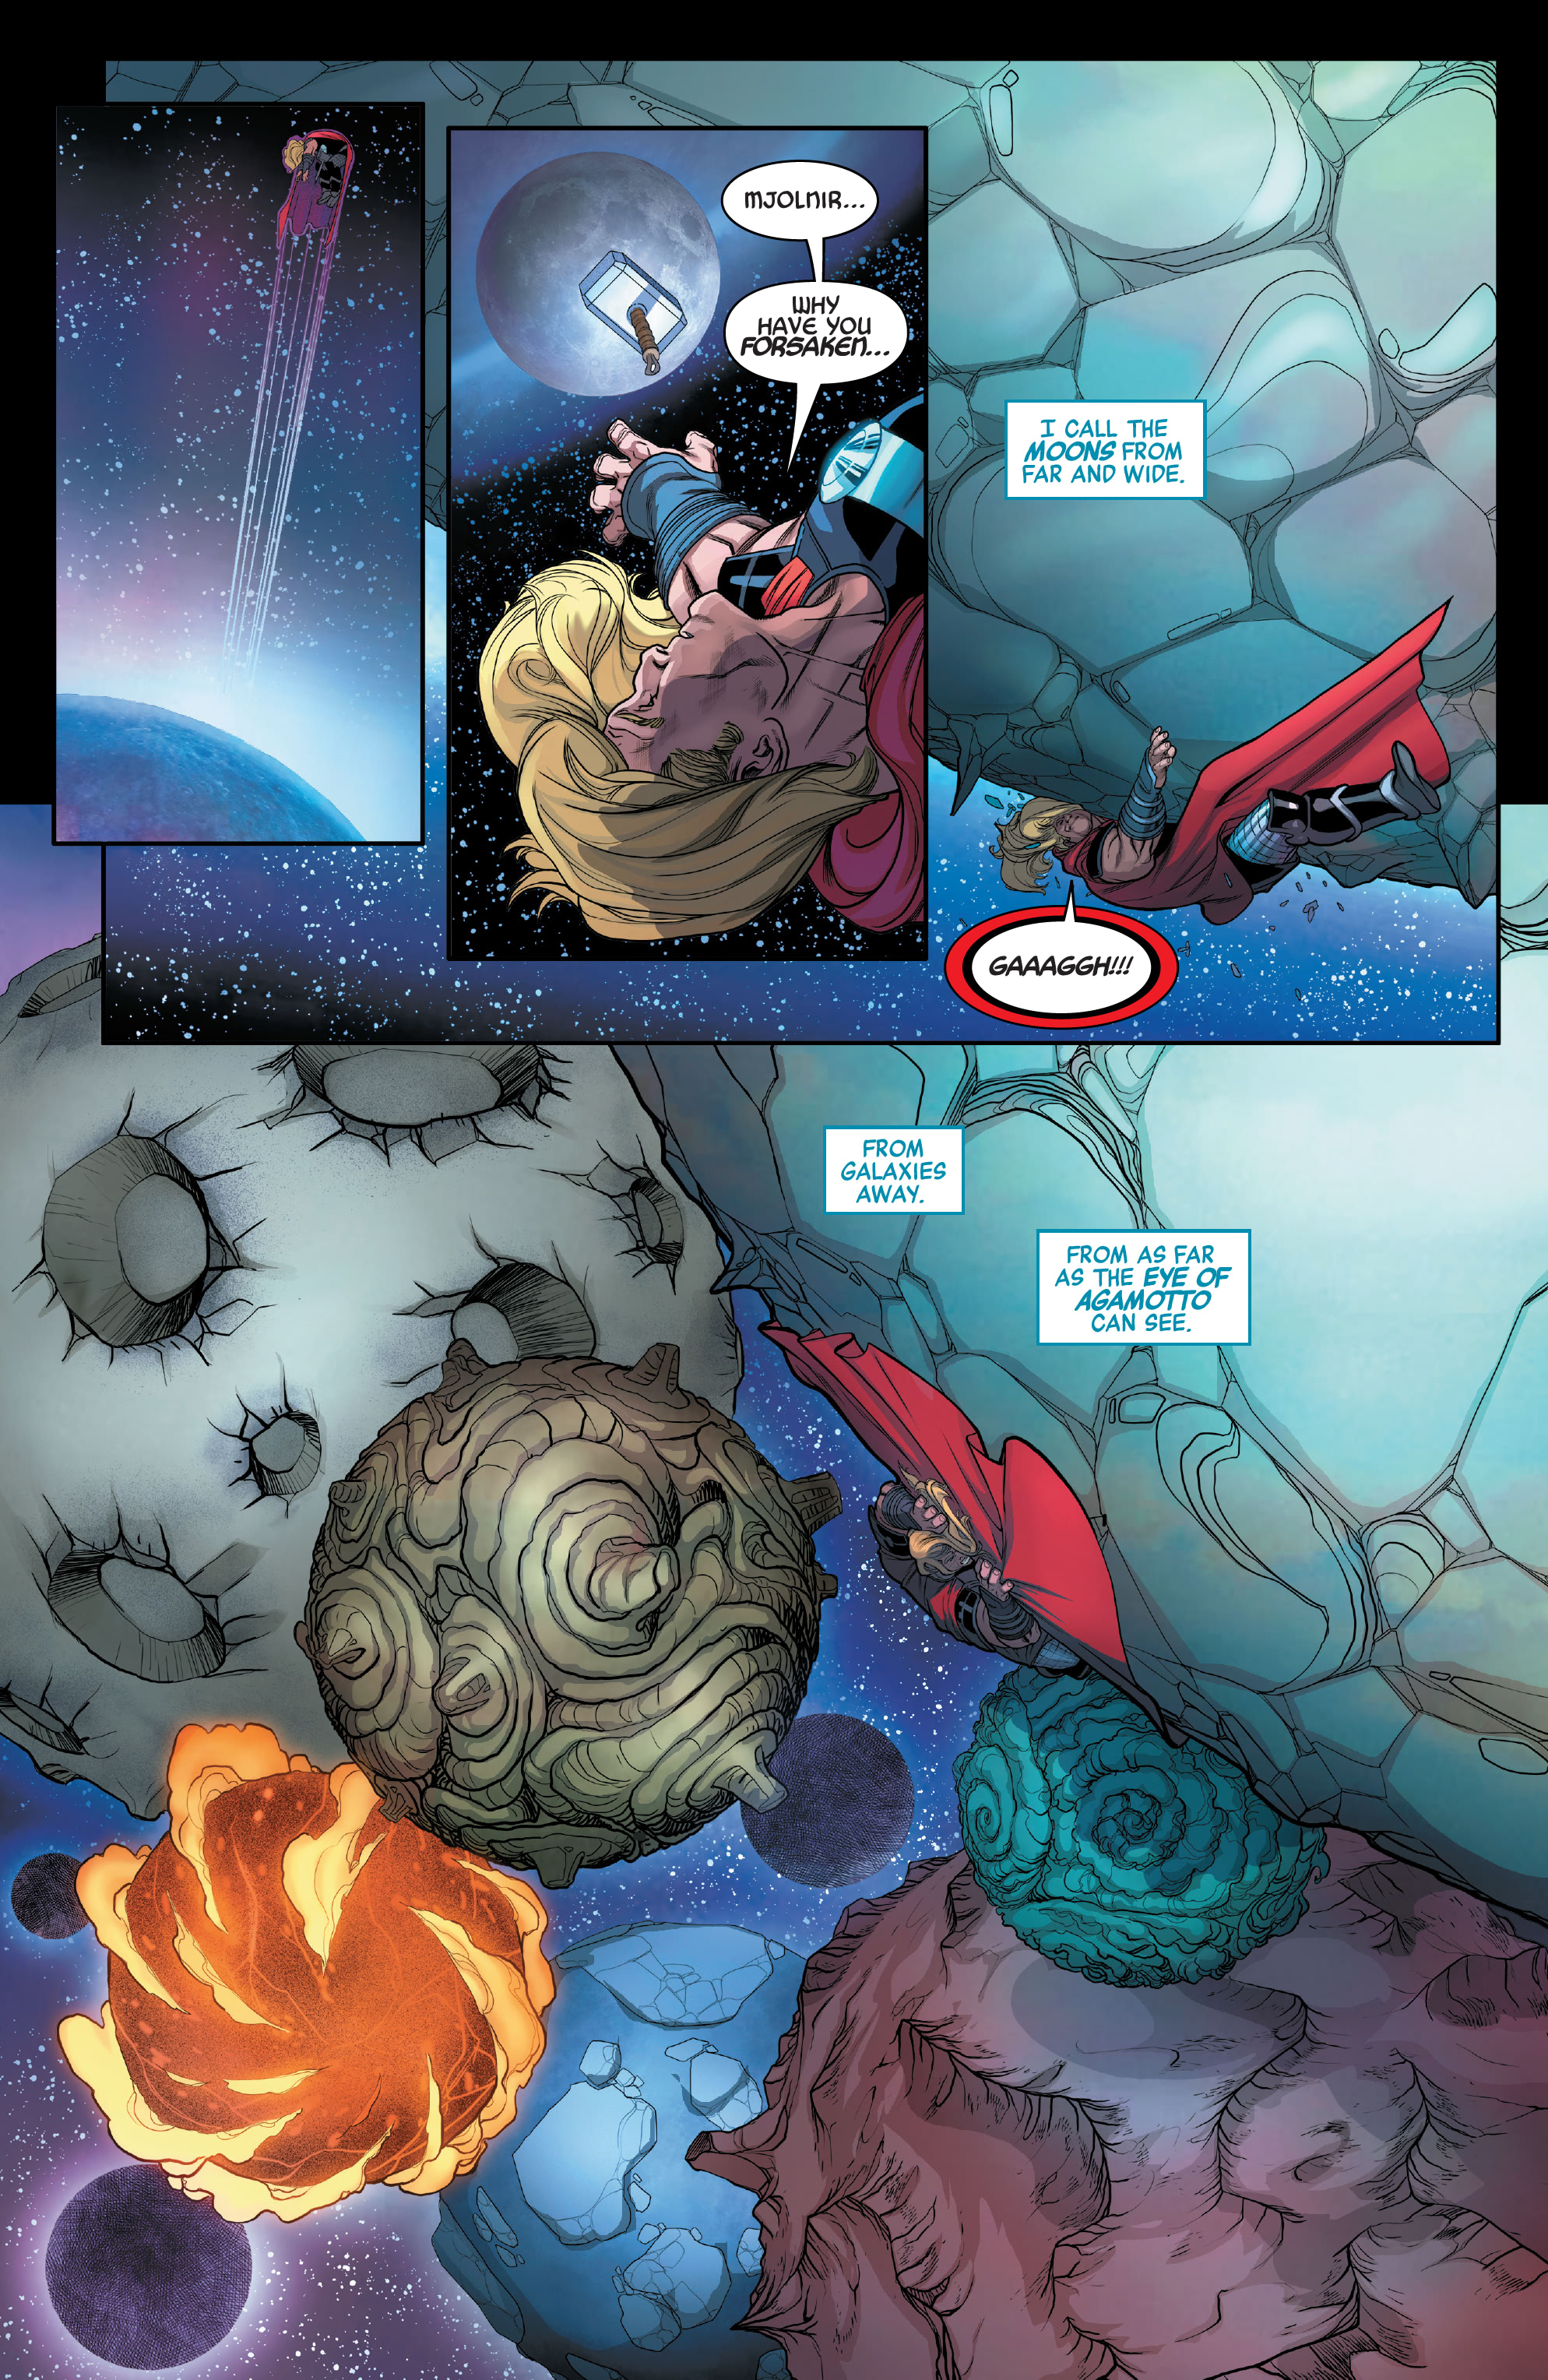 MJOLNIR...
WHY
HAVE YOU
FORSAKEN...
I CALL THE
MOONS FROM
FAR AND WIDE.
GAAAGGH!!!
FROM
GALAXIES
AWAY.
FROM AS FAR
AS THE EYE OF
AGAMOTTO
CAN SEE.